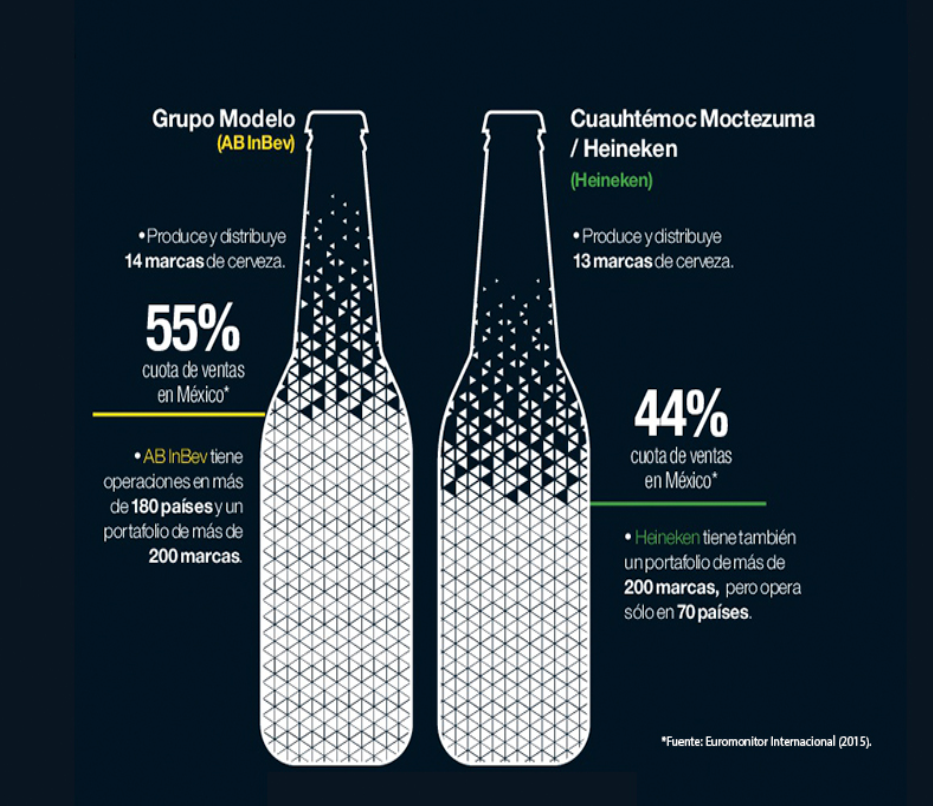 Grupo Modelo
(AB InBev)
• Produce y distribuye
14 marcas de cerveza.
55%
cuota de ventas
en México*
• AB InBev tiene
operaciones en más
de 180 países y un
portafolio de más de
200 marcas.
Cuauhtémoc Moctezuma
/ Heineken
(Heineken)
• Produce y distribuye
13 marcas de cerveza.
44%
cuota de ventas
en México*
• Heineken tiene también
un portafolio de más de
200 marcas, pero opera
sólo en 70 países.
*Fuente: Euromonitor Internacional (2015).